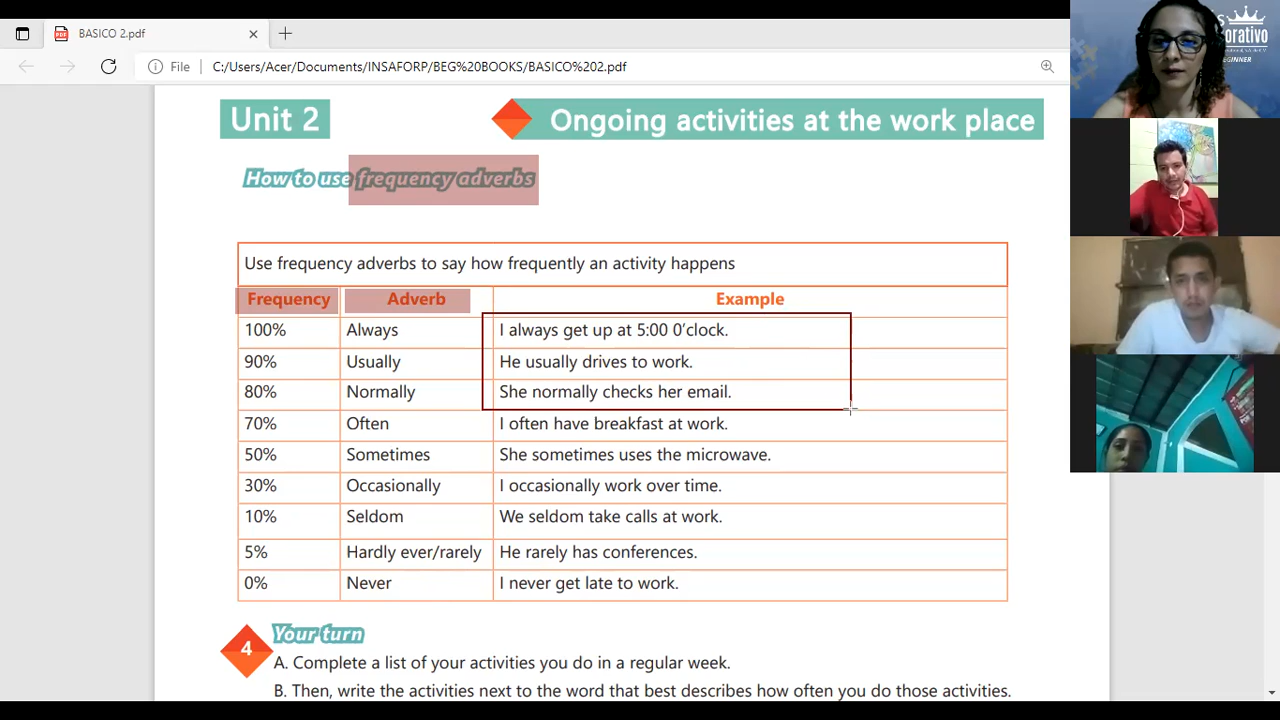 BASICO 2.pdf
File C:/Users/Acer/Documents/INSAFORP/BEG%20BOOKS/BASICO%202.pdf
Unit 2 Ongoing activities at the work place
How to use frequency adverbs
Use frequency adverbs to say how frequently an activity happens
Frequency Adverb Example
100% Always I always get up at 5:00 0'clock.
90% Usually He usually drives to work.
80% Normally She normally checks her email.
70% Often I often have breakfast at work.
50% Sometimes She sometimes uses the microwave.
30% Occasionally I occasionally work over time.
10% Seldom We seldom take calls at work.
5% Hardly ever/rarely He rarely has conferences.
0% Never I never get late to work.
4 Your turn
A. Complete a list of your activities you do in a regular week.
B. Then, write the activities next to the word that best describes how often you do those activities.